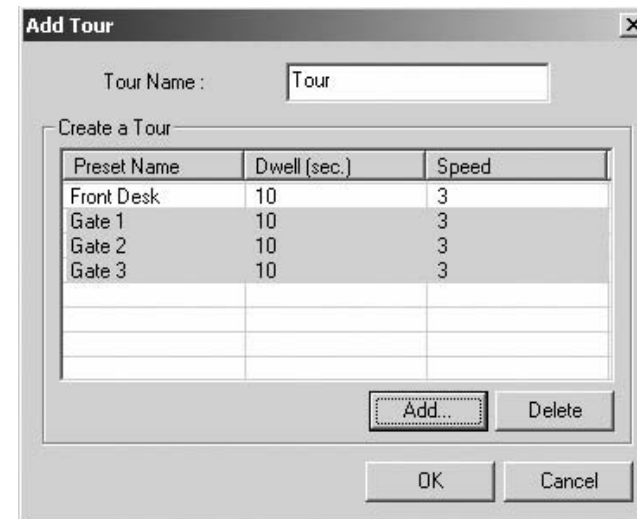 Add Tour
Tour Name : Tour
Create a Tour
Preset Name Dwell (sec.) Speed
Front Desk 10 3
Gate 1 10 3
Gate 2 10 3
Gate 3 10 3
Add... Delete
OK Cancel